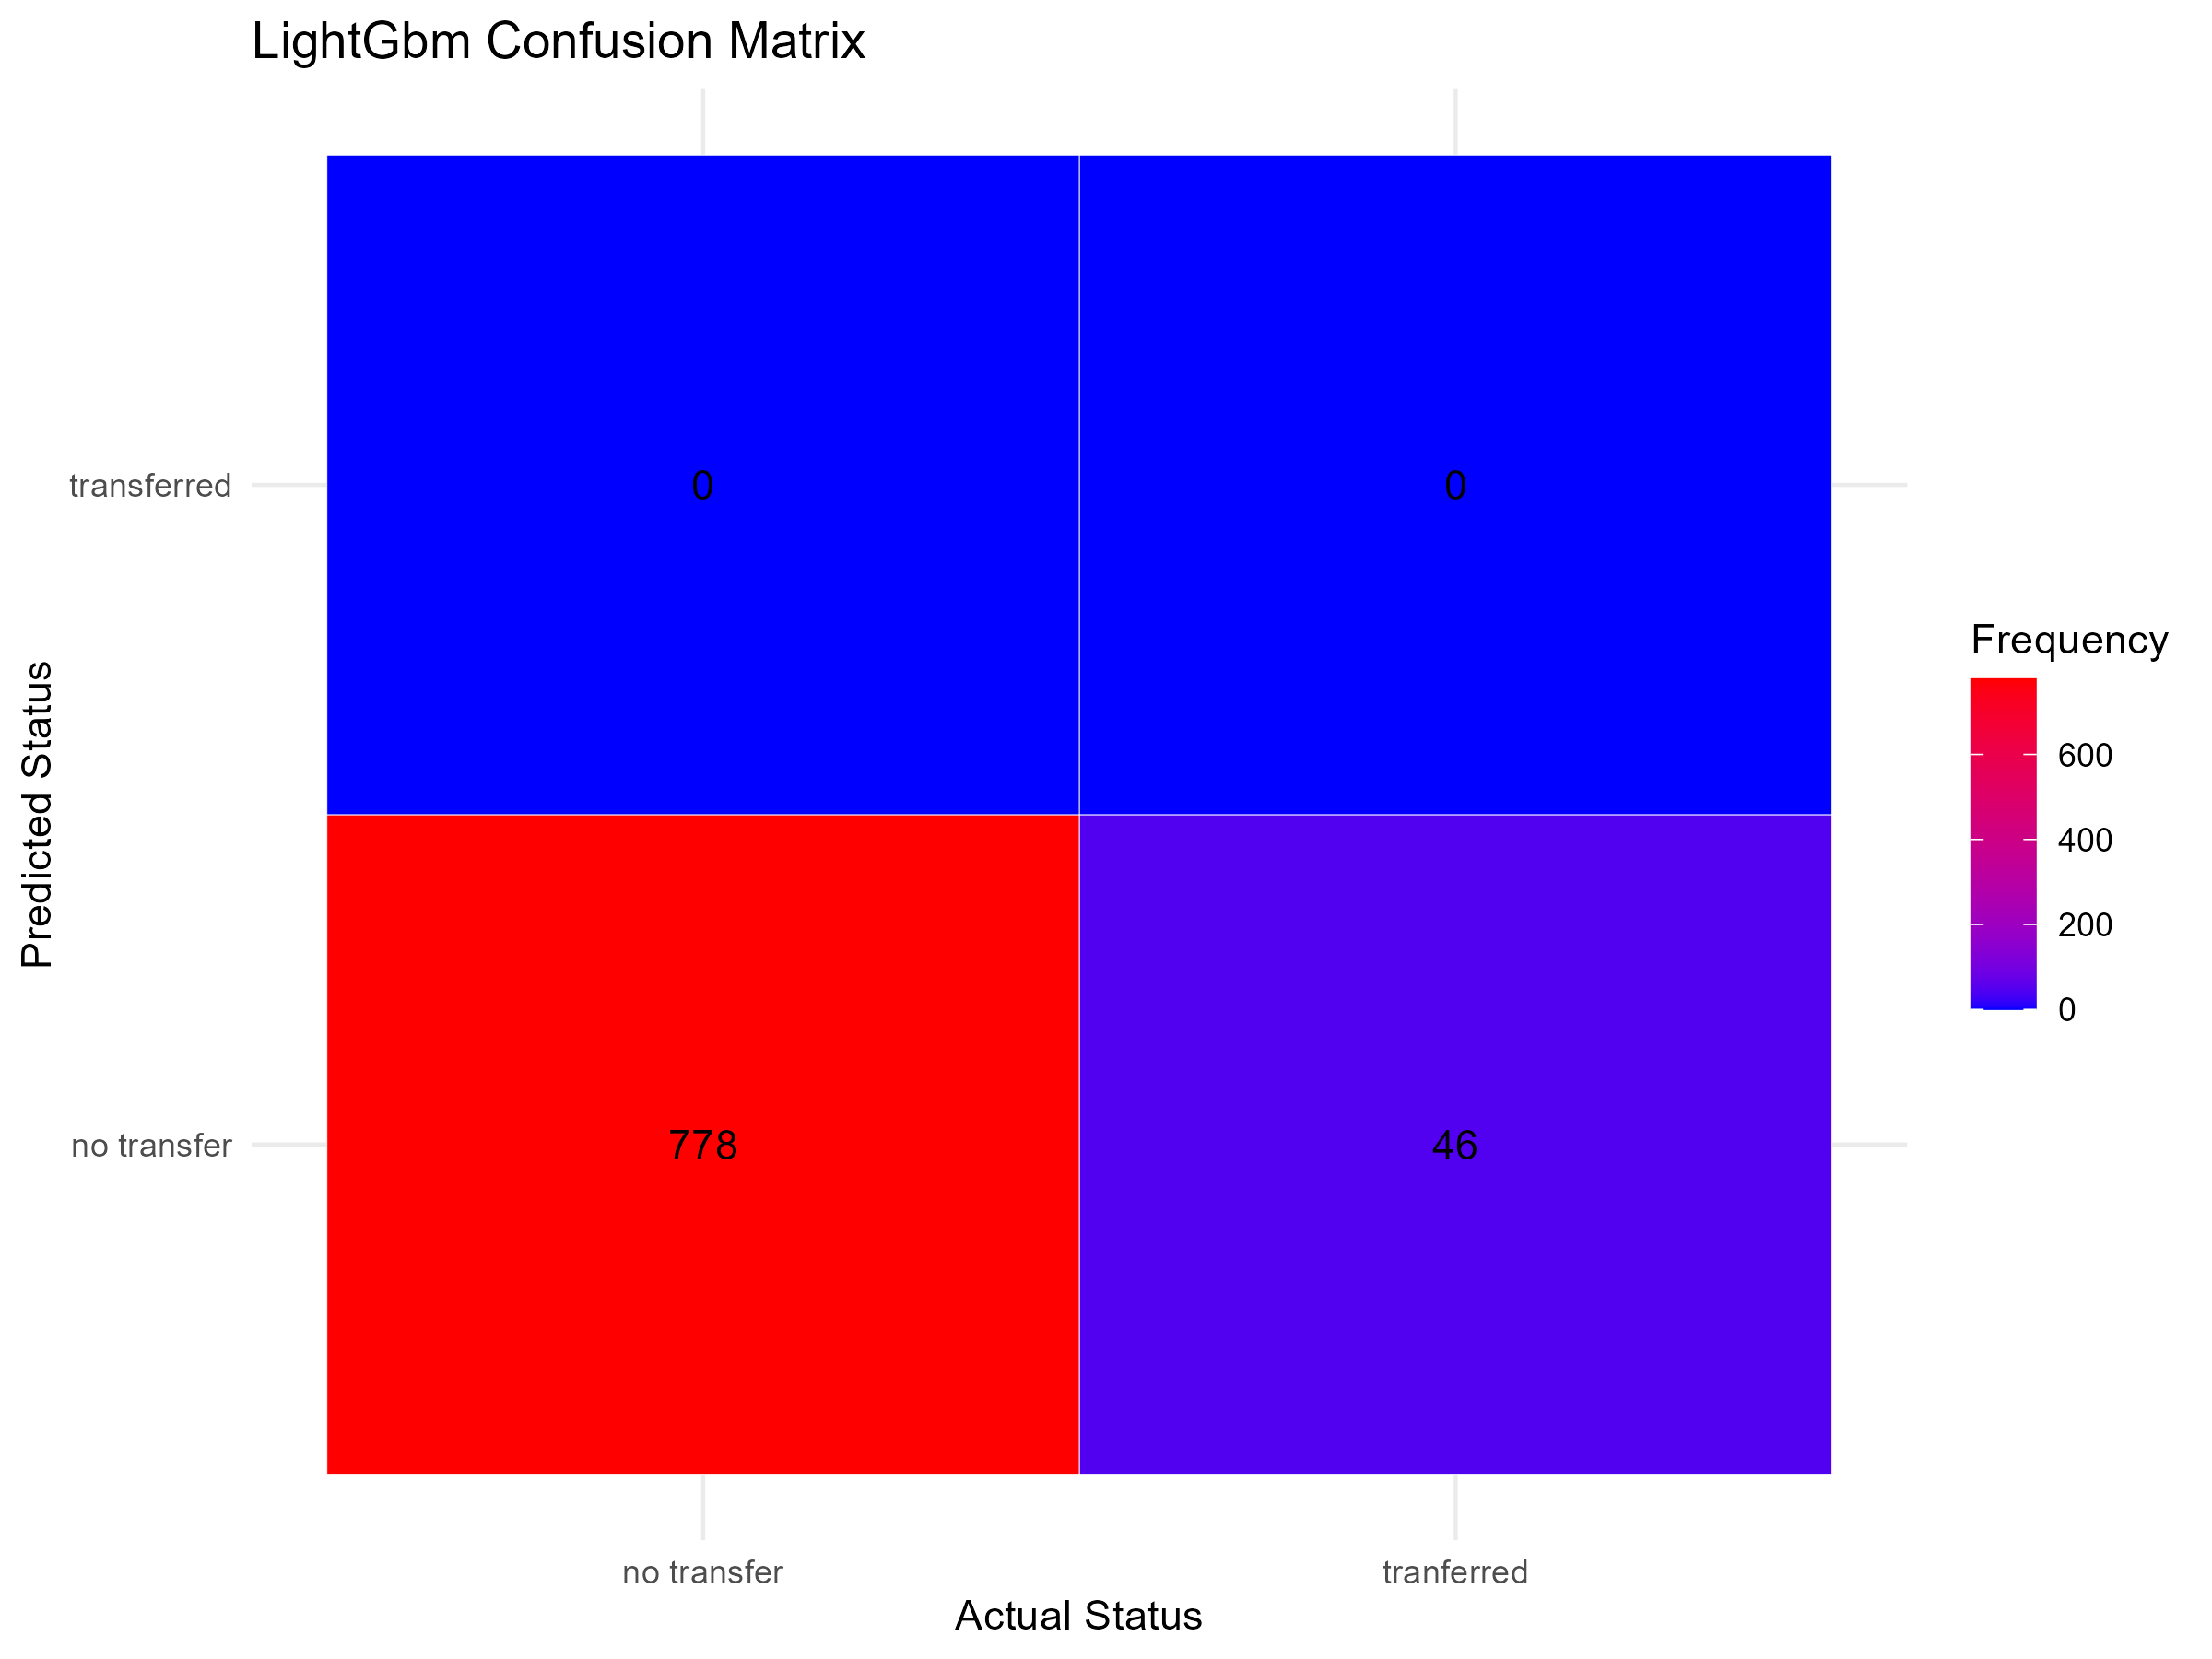 LightGbm Confusion Matrix
transferred
0
0
no transfer
778
46
Predicted Status
no transfer
tranferred
Actual Status
Frequency
600
400
200
0